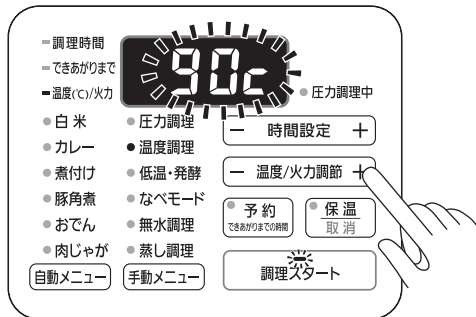 調理時間
できあがりまで
温度(℃)/火力
90c
圧力調理中
白米
カレー
煮付け
豚角煮
おでん
肉じゃが
自動メニュー
圧力調理
温度調理
低温・発酵
なべモード
無水調理
蒸し調理
手動メニュー
− 時間設定 +
− 温度/火力調節 +
予約
できあがりまでの時間
保温
取消
調理スタート